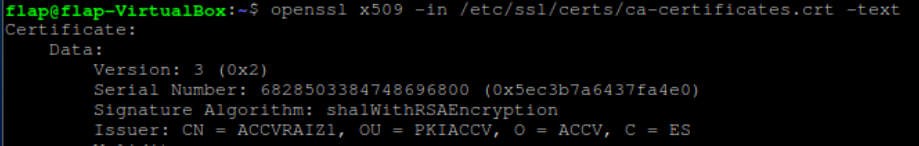 flap@flap-VirtualBox:~$ openssl x509 -in /etc/ssl/certs/ca-certificates.crt -text
Certificate:
Data:
Version: 3 (0x2)
Serial Number: 6828503384748696800 (0x5ec3b7a6437fa4e0)
Signature Algorithm: sha1WithRSAEncryption
Issuer: CN = ACCVRAIZ1, OU = PKIACCV, O = ACCV, C = ES